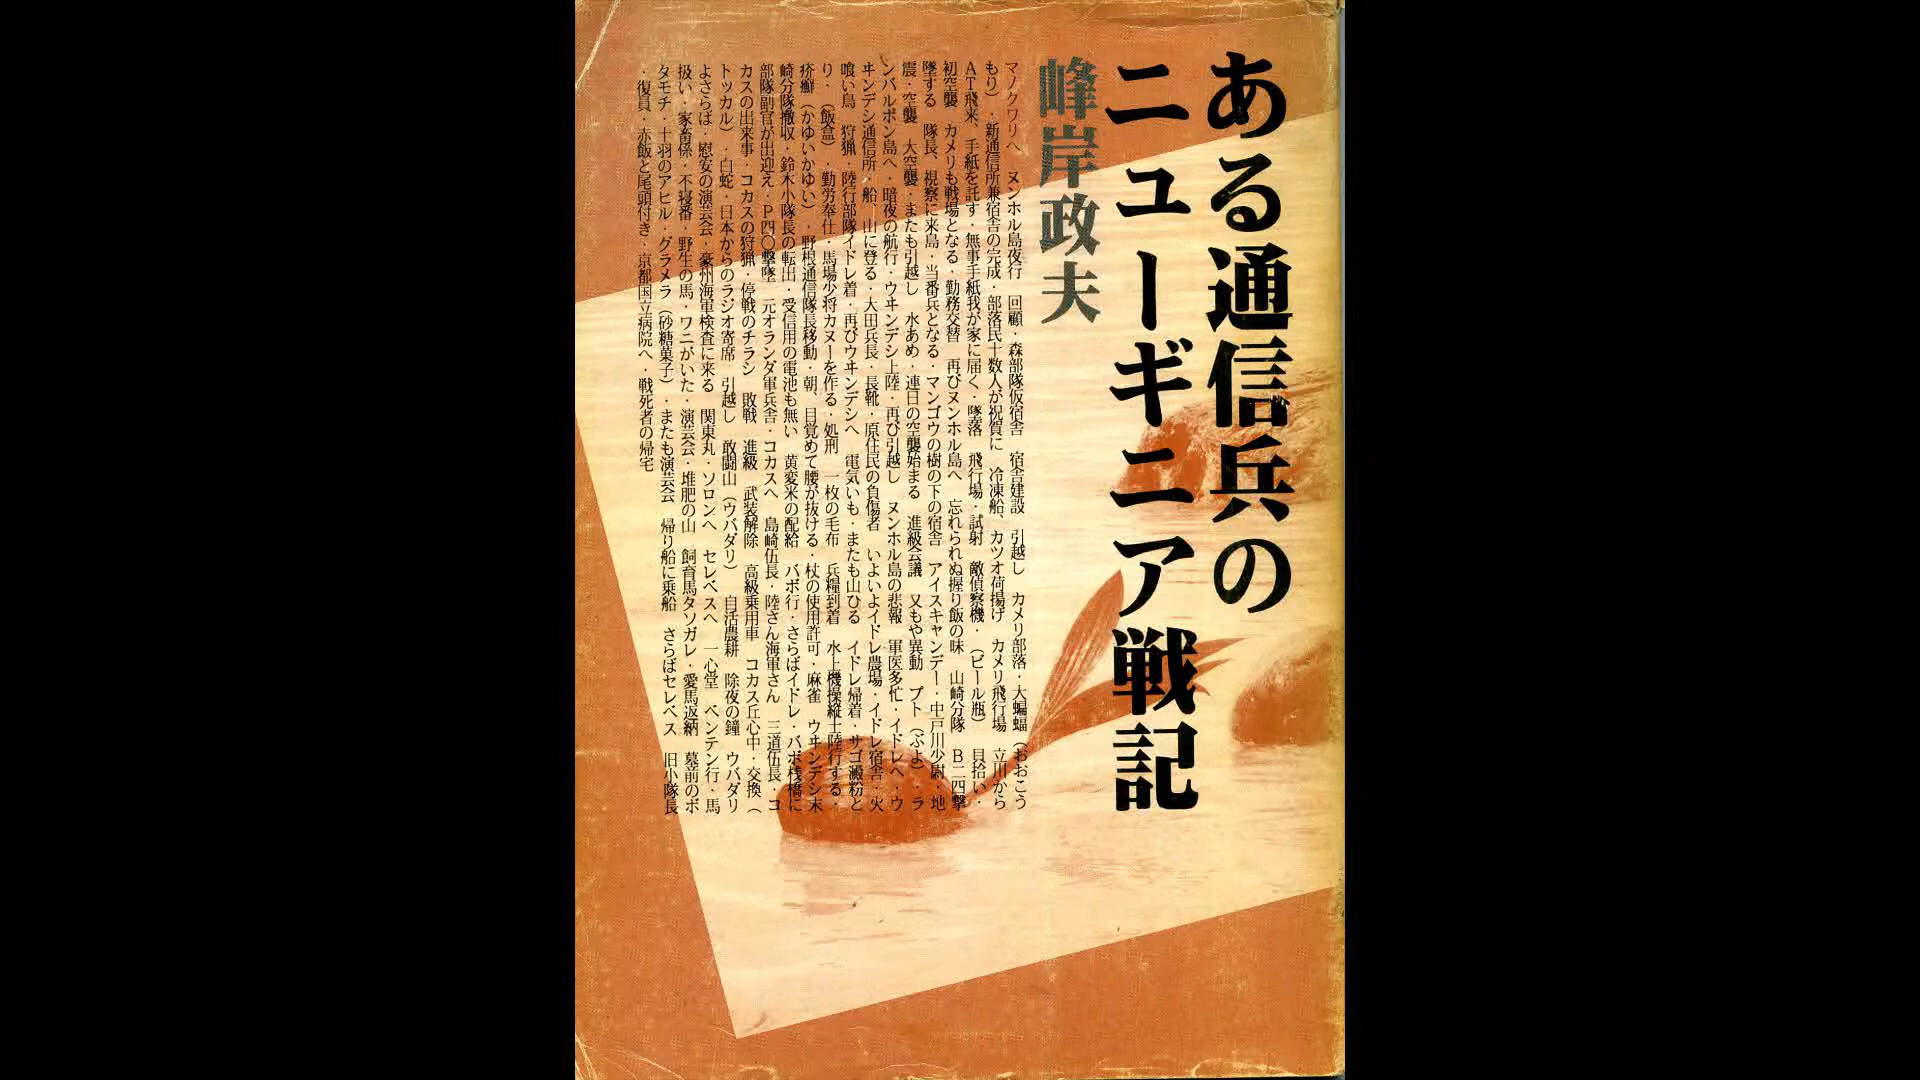 ある通信兵の
ニューギニア戦記
峰岸政夫
マノクワリへ　ヌンホル島夜行　回顧・森部隊仮宿舎　宿舎建設　引越し　カメリ部落・大蝙蝠（おおこう
もり）・新通信所兼宿舎の完成・部落民十数人が祝賀に　冷凍船、カツオ荷揚げ　カメリ飛行場　立川から
AT飛来、手紙を託す・無事手紙我が家に届く・墜落　飛行場・試射　敵偵察機・（ビール瓶）　貝拾い・
初空襲　カメリも戦場となる・勤務交替　再びヌンホル島へ　忘れられぬ握り飯の味　山崎分隊　B二四撃
墜する　隊長、視察に来島・当番兵となる・マンゴウの樹の下の宿舎　アイスキャンデー・中戸川少尉・地
震・空襲　大空襲・またも引越し　水あめ・連日の空襲始まる　進級会議　又もや異動　プト（ぶよ）・ラ
ンバルポン島へ・暗夜の航行・ウヰンデシ上陸・再び引越し　ヌンホル島の悲報　軍医多忙・イドレへ・ウ
ヰンデシ通信所・船、山に登る・大田兵長・長靴・原住民の負傷者　いよいよイドレ農場・イドレ宿舎・火
喰い鳥　狩猟・陸行部隊イドレ着・再びウヰンデシへ　電気いも・またも山ひる　イドレ帰着・サゴ澱粉と
り・（飯盒）・勤労奉仕・馬場少将カヌーを作る・処刑　一枚の毛布　兵糧到着　水上機操縦士陸行する・
疥癬（かゆいかゆい）・野根通信隊長移動・朝、目覚めて腰が抜ける・杖の使用許可・麻雀　ウヰンデシ末
崎分隊撤収・鈴木小隊長の転出・受信用の電池も無い　黄変米の配給　バボ行・さらばイドレ・バボ桟橋に
部隊副官が出迎え・P四〇撃墜　元オランダ軍兵舎・コカスへ　島崎伍長・陸さん海軍さん　三道伍長・コ
カスの出来事・コカスの狩猟・停戦のチラシ　敗戦　進級　武装解除　高級乗用車　コカス丘心中・交換（
トッカル）・白蛇・日本からのラジオ寄席　引越し　敢闘山（ウバダリ）　自活農耕　除夜の鐘　ウバダリ
よさらば・慰安の演芸会・豪州海軍検査に来る　関東丸・ソロンへ　セレベスへ　一心堂　ベンテン行・馬
扱い・家畜係・不寝番・野生の馬・ワニがいた・演芸会・堆肥の山　飼育馬タンガレ・愛馬返納　墓前のボ
タモチ・十羽のアヒル・グラメラ（砂糖菓子）・またも演芸会　帰り船に乗船　さらばセレベス　旧小隊長
・復員・赤飯と尾頭付き・京都国立病院へ・戦死者の帰宅